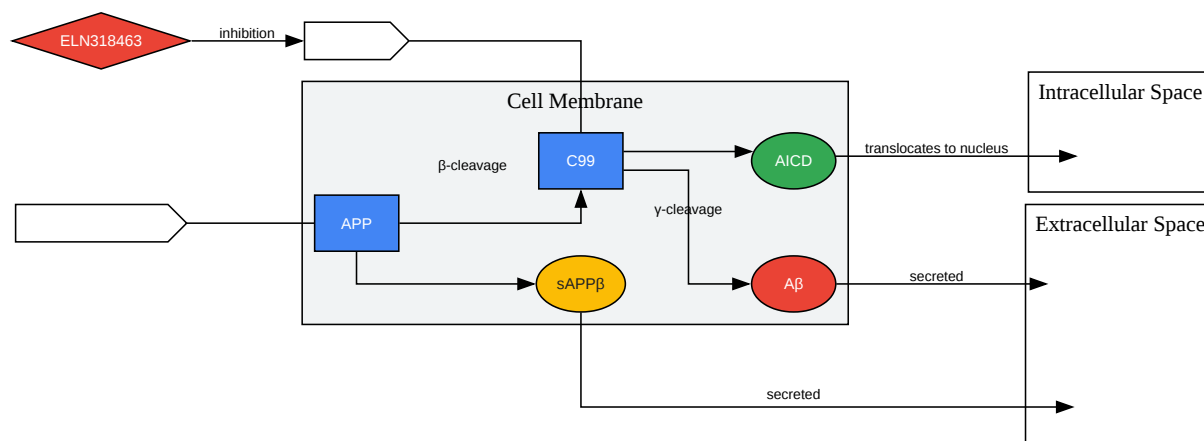 ELN318463
inhibition
Cell Membrane
Intracellular Space
β-cleavage
C99
AICD
translocates to nucleus
γ-cleavage
APP
Extracellular Space
sAPPβ
Aβ
secreted
secreted